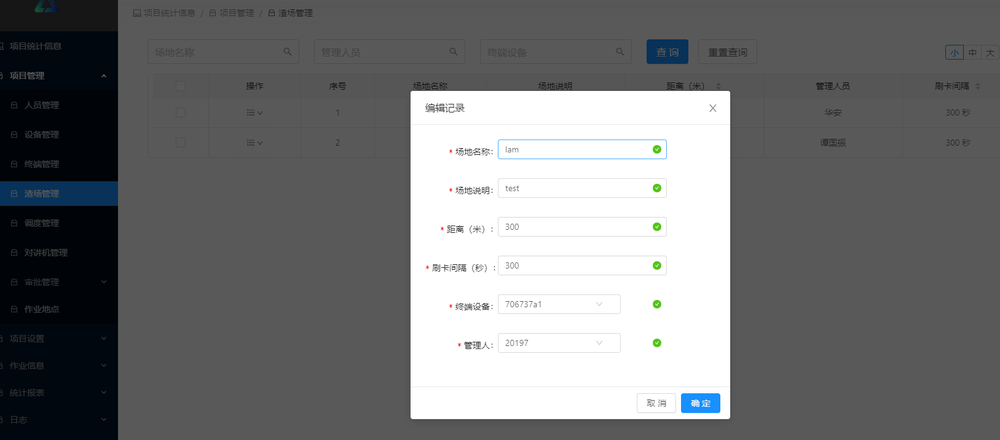 项目统计信息 / 项目管理 / 渣场管理
项目统计信息
项目管理
人员管理
设备管理
终端管理
渣场管理
调度管理
对讲机管理
审批管理
作业地点
项目设置
作业信息
统计报表
日志
场地名称 管理人员 终端设备 查 询 重置查询 小 中 大
操作 序号 场地名称 场地说明 距离（米） 管理人员 刷卡间隔
1 华安 300 秒
2 谭国振 300 秒
编辑记录
* 场地名称: lam
* 场地说明: test
* 距离（米）: 300
* 刷卡间隔（秒）: 300
* 终端设备: 706737a1
* 管理人: 20197
取 消 确 定